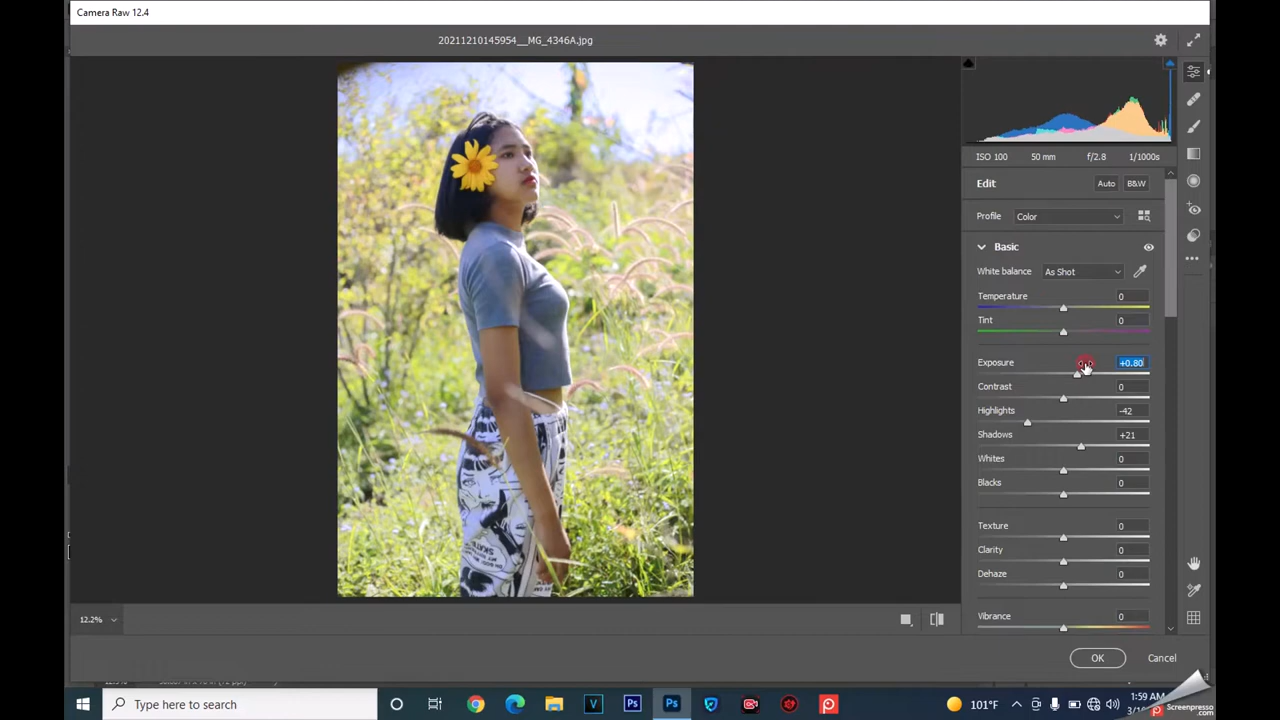 Camera Raw 12.4
20211210145954__MG_4346A.jpg
ISO 100 50 mm f/2.8 1/1000s
Edit Auto B&W
Profile Color
Basic
White balance As Shot
Temperature 0
Tint 0
Exposure +0.80
Contrast 0
Highlights -42
Shadows +21
Whites 0
Blacks 0
Texture 0
Clarity 0
Dehaze 0
Vibrance 0
12.2%
OK Cancel
Type here to search
101°F
1:59 AM
Screenpresso
.com